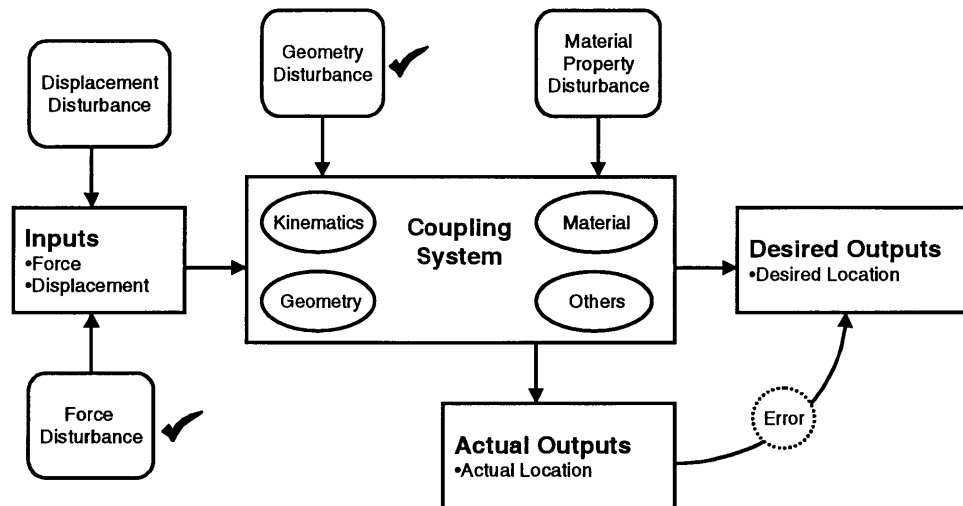 Displacement
Disturbance
Geometry
Disturbance
Material
Property
Disturbance
Inputs
•Force
•Displacement
Kinematics
Geometry
Coupling
System
Material
Others
Desired Outputs
•Desired Location
Force
Disturbance
Actual Outputs
•Actual Location
Error